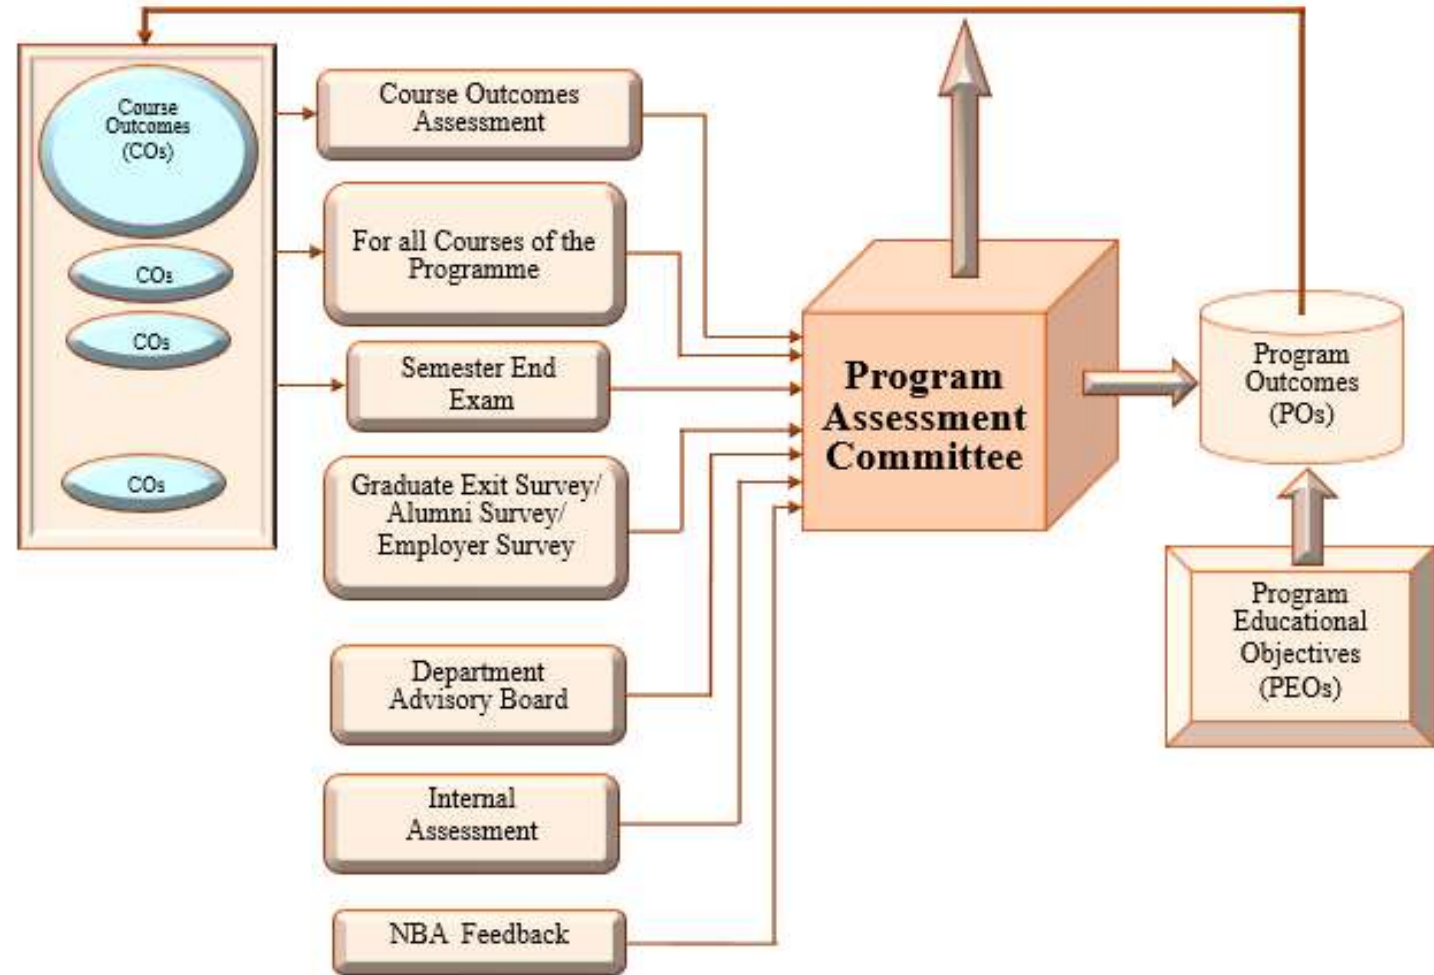 Course
Outcomes
(COs)
COs
COs
COs
Course Outcomes
Assessment
For all Courses of the
Programme
Semester End
Exam
Graduate Exit Survey/
Alumni Survey/
Employer Survey
Department
Advisory Board
Internal
Assessment
NBA Feedback
Program
Assessment
Committee
Program
Outcomes
(POs)
Program
Educational
Objectives
(PEOs)